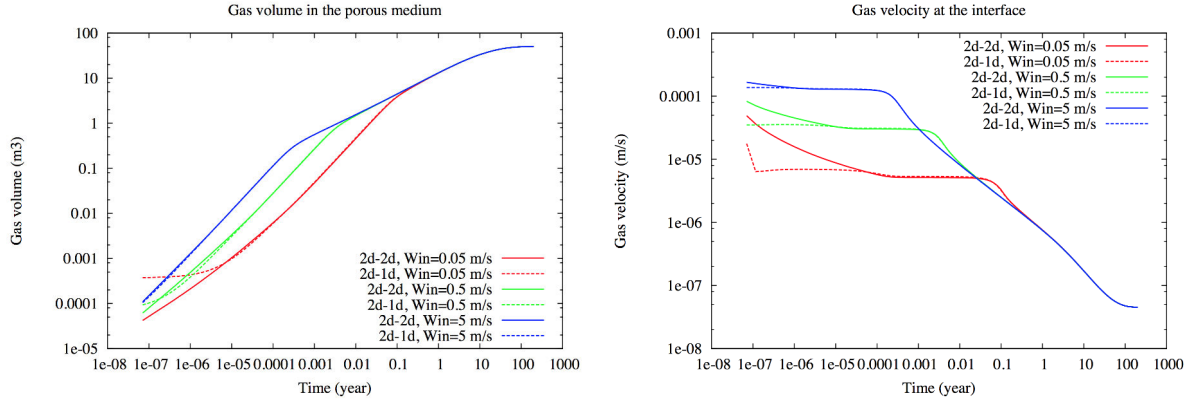 Gas volume in the porous medium
Gas volume (m3)
100
10
1
0.1
0.01
0.001
0.0001
1e-05
2d-2d, Win=0.05 m/s
2d-1d, Win=0.05 m/s
2d-2d, Win=0.5 m/s
2d-1d, Win=0.5 m/s
2d-2d, Win=5 m/s
2d-1d, Win=5 m/s
1e-08 1e-07 1e-06 1e-05 0.0001 0.001 0.01 0.1 1 10 100 1000
Time (year)
Gas velocity at the interface
Gas velocity (m/s)
0.001
0.0001
1e-05
1e-06
1e-07
1e-08
2d-2d, Win=0.05 m/s
2d-1d, Win=0.05 m/s
2d-2d, Win=0.5 m/s
2d-1d, Win=0.5 m/s
2d-2d, Win=5 m/s
2d-1d, Win=5 m/s
1e-08 1e-07 1e-06 1e-05 0.0001 0.001 0.01 0.1 1 10 100 1000
Time (year)